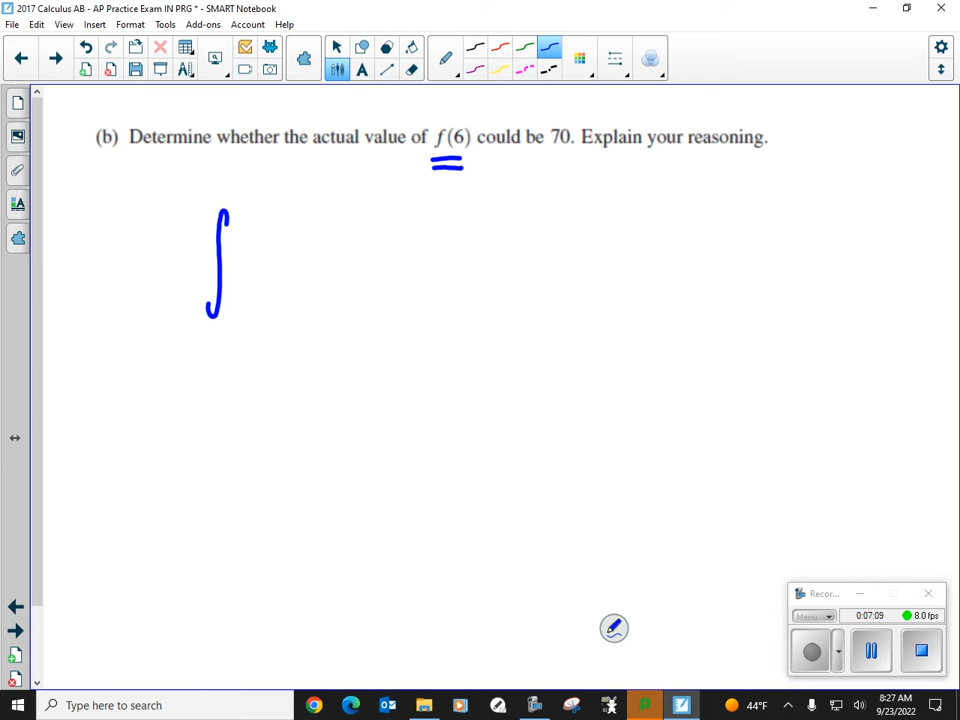 2017 Calculus AB - AP Practice Exam IN PRG * - SMART Notebook
File Edit View Insert Format Tools Add-ons Account Help
(b) Determine whether the actual value of f(6) could be 70. Explain your reasoning.
∫
Recor...
Menu 0:07:09 8.0 fps
Type here to search
44°F
8:27 AM
9/23/2022